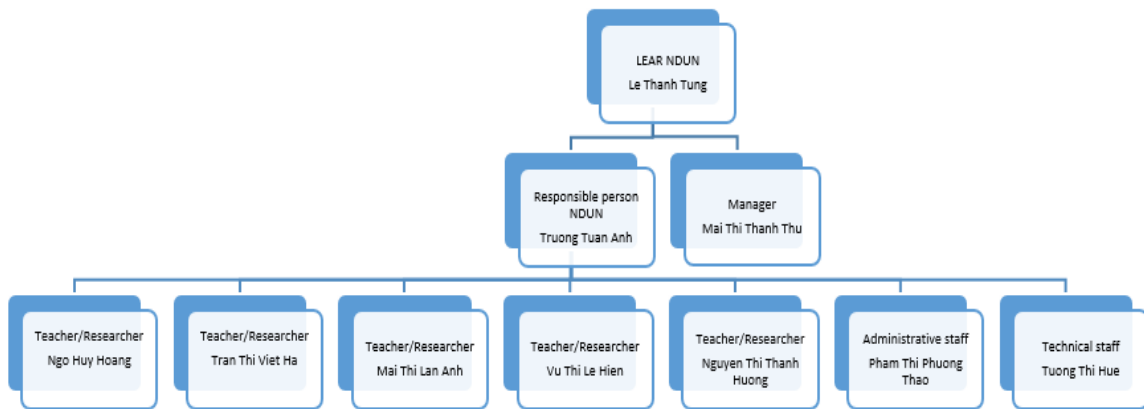 LEAR NDUN
Le Thanh Tung
Responsible person
NDUN
Truong Tuan Anh
Manager
Mai Thi Thanh Thu
Teacher/Researcher
Ngo Huy Hoang
Teacher/Researcher
Tran Thi Viet Ha
Teacher/Researcher
Mai Thi Lan Anh
Teacher/Researcher
Vu Thi Le Hien
Teacher/Researcher
Nguyen Thi Thanh
Huong
Administrative staff
Pham Thi Phuong
Thao
Technical staff
Tuong Thi Hue